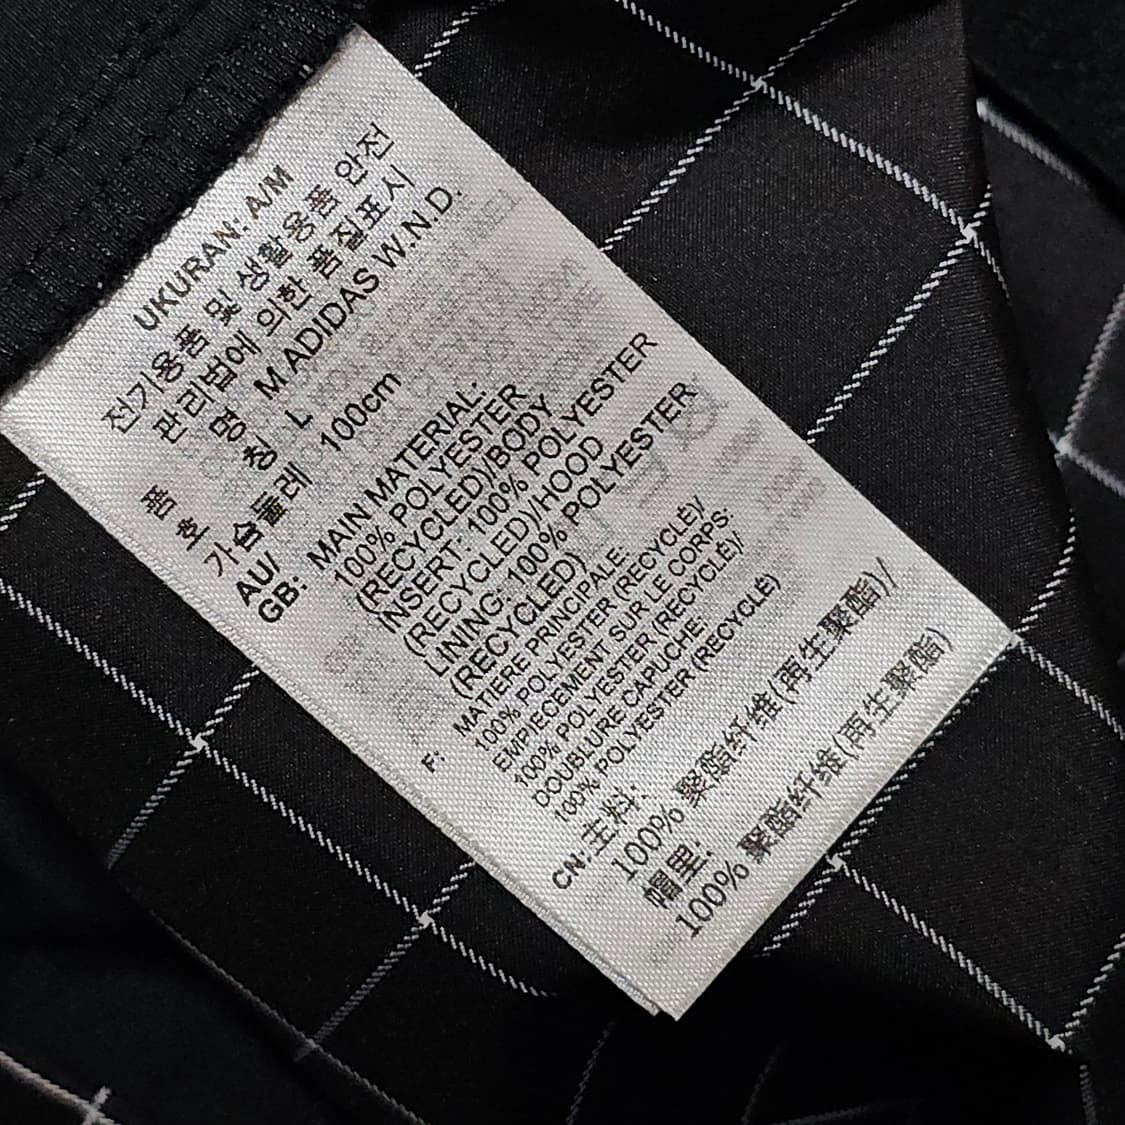 UKURAN: A/M
전기용품 및 생활용품 안전
관리법에 의한 품질표시
품 명 M ADIDAS W.N.D.
호 칭 L
가슴둘레 100cm
AU/
GB: MAIN MATERIAL:
100% POLYESTER
(RECYCLED)/BODY
INSERT: 100% POLYESTER
(RECYCLED)/HOOD
LINING: 100% POLYESTER
(RECYCLED)
F: MATIERE PRINCIPALE:
100% POLYESTER (RECYCLÉ)/
EMPIECEMENT SUR LE CORPS:
100% POLYESTER (RECYCLÉ)/
DOUBLURE CAPUCHE:
100% POLYESTER (RECYCLÉ)
CN: 主料:
100% 聚酯纤维(再生聚酯)/
帽里:
100% 聚酯纤维(再生聚酯)